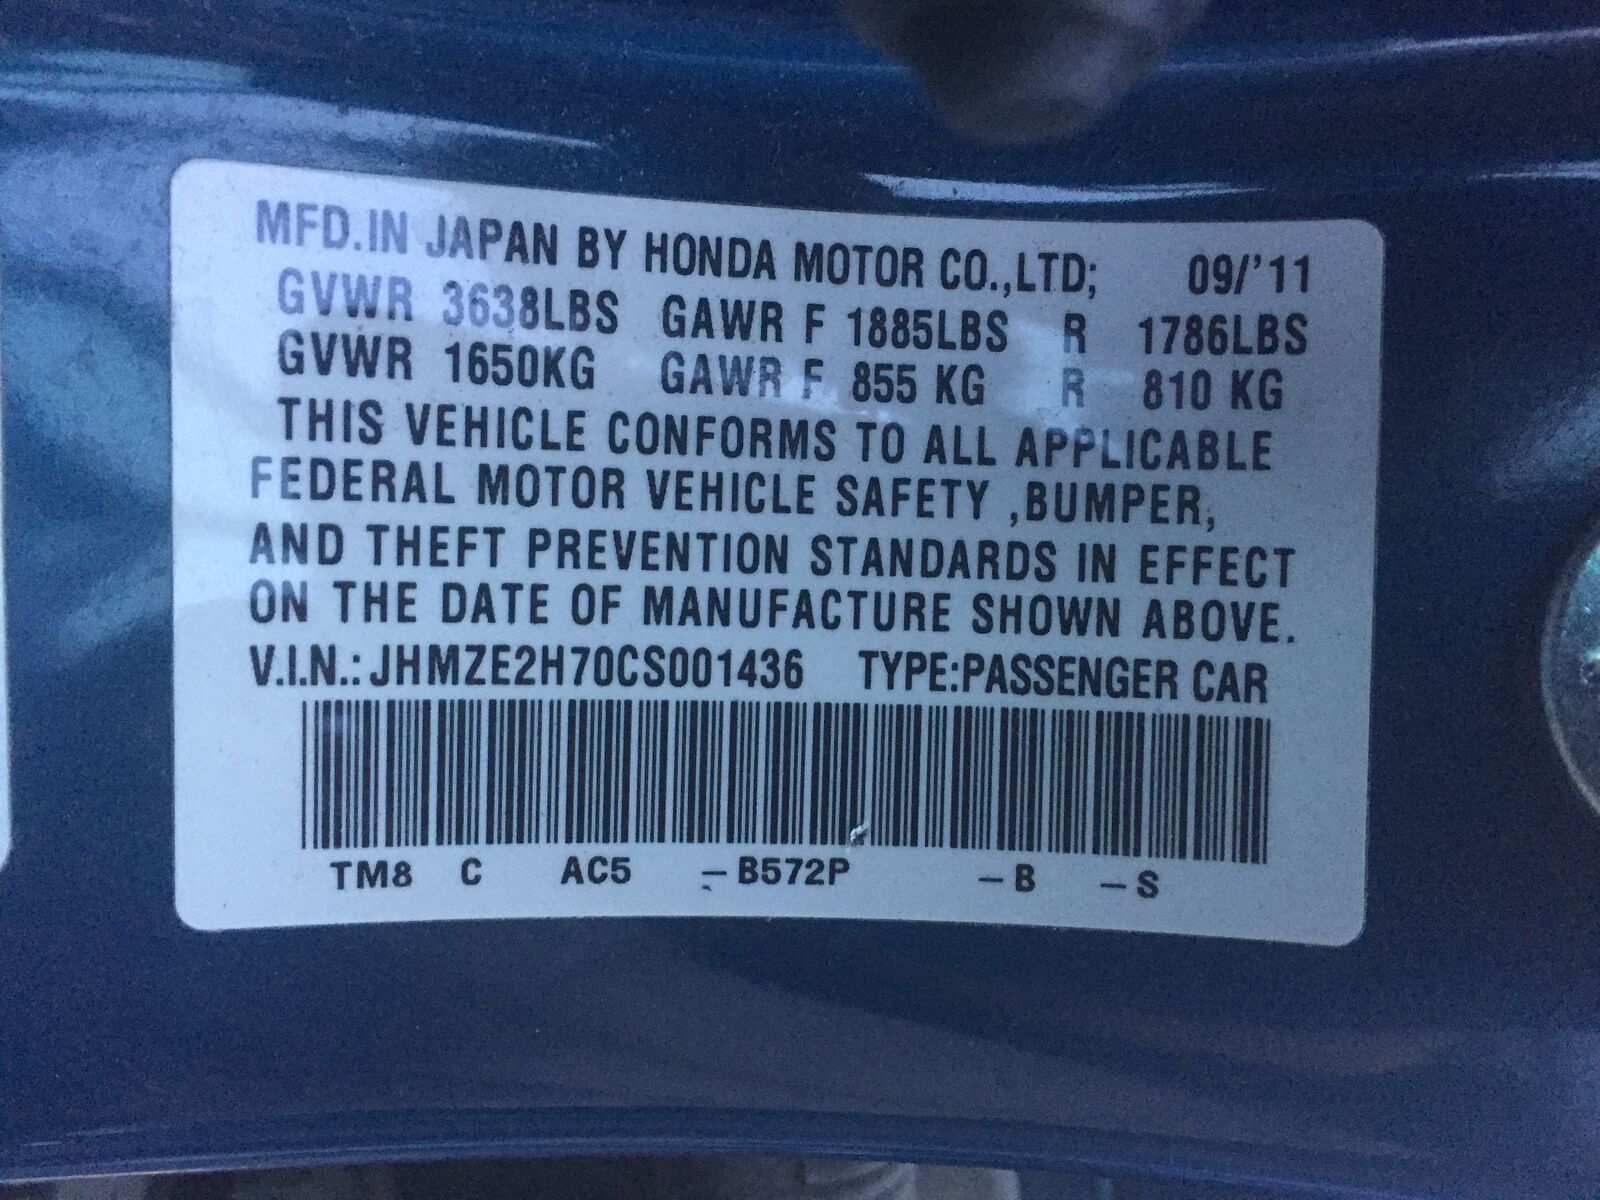 MFD.IN JAPAN BY HONDA MOTOR CO.,LTD; 09/'11
GVWR 3638LBS GAWR F 1885LBS R 1786LBS
GVWR 1650KG GAWR F 855 KG R 810 KG
THIS VEHICLE CONFORMS TO ALL APPLICABLE
FEDERAL MOTOR VEHICLE SAFETY ,BUMPER,
AND THEFT PREVENTION STANDARDS IN EFFECT
ON THE DATE OF MANUFACTURE SHOWN ABOVE.
V.I.N.: JHMZE2H70CS001436 TYPE:PASSENGER CAR
TM8 C AC5 –B572P –B –S